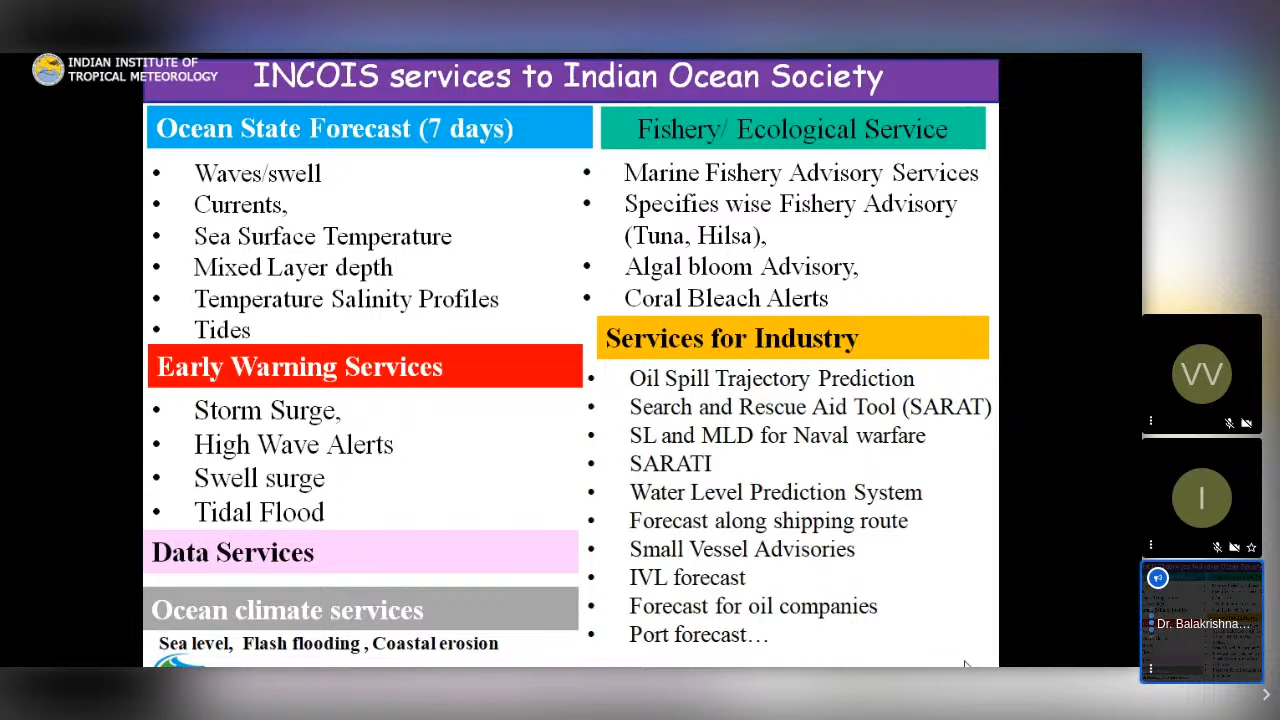 INDIAN INSTITUTE OF
TROPICAL METEOROLOGY
INCOIS services to Indian Ocean Society
Ocean State Forecast (7 days)
• Waves/swell
• Currents,
• Sea Surface Temperature
• Mixed Layer depth
• Temperature Salinity Profiles
• Tides
Early Warning Services
• Storm Surge,
• High Wave Alerts
• Swell surge
• Tidal Flood
Data Services
Ocean climate services
Sea level, Flash flooding , Coastal erosion
Fishery/ Ecological Service
• Marine Fishery Advisory Services
• Specifies wise Fishery Advisory
(Tuna, Hilsa),
• Algal bloom Advisory,
• Coral Bleach Alerts
Services for Industry
• Oil Spill Trajectory Prediction
• Search and Rescue Aid Tool (SARAT)
• SL and MLD for Naval warfare
• SARATI
• Water Level Prediction System
• Forecast along shipping route
• Small Vessel Advisories
• IVL forecast
• Forecast for oil companies
• Port forecast…
VV
I
Dr. Balakrishna...